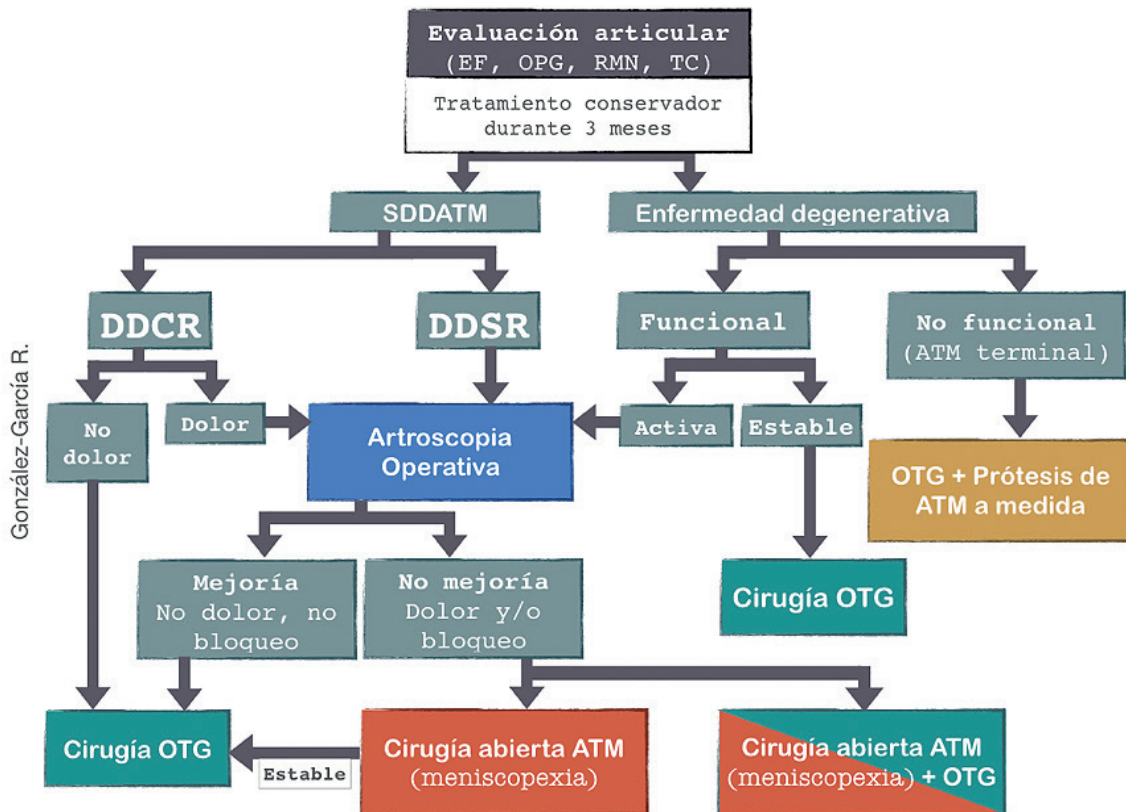 Evaluación articular
(EF, OPG, RMN, TC)
Tratamiento conservador
durante 3 meses
SDDATM
Enfermedad degenerativa
DDCR
DDSR
Funcional
No funcional
(ATM terminal)
No
dolor
Dolor
Artroscopia
Operativa
Activa
Estable
OTG + Prótesis de
ATM a medida
Mejoría
No dolor, no
bloqueo
No mejoría
Dolor y/o
bloqueo
Cirugía OTG
Cirugía OTG
Estable
Cirugía abierta ATM
(meniscopexia)
Cirugía abierta ATM
(meniscopexia) + OTG
González-García R.